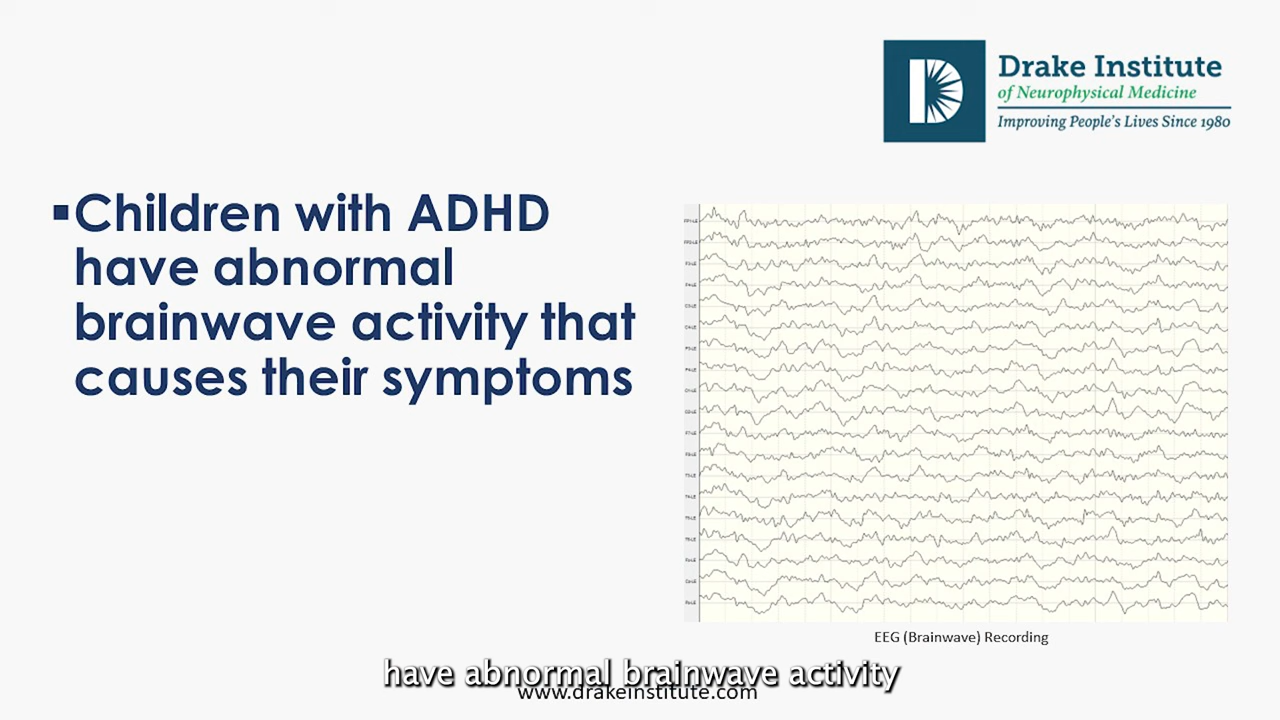 Drake Institute
of Neurophysical Medicine
Improving People's Lives Since 1980
▪Children with ADHD
have abnormal
brainwave activity that
causes their symptoms
EEG (Brainwave) Recording
have abnormal brainwave activity
www.drakeinstitute.com